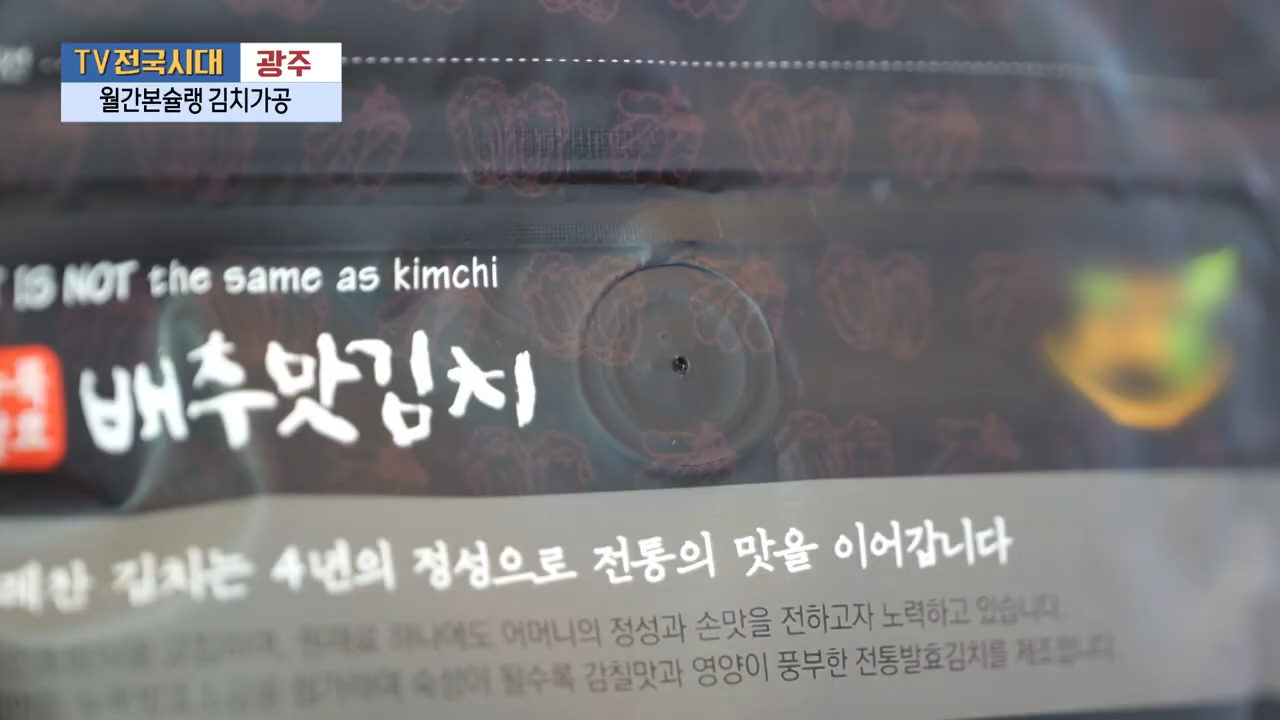 TV전국시대 광주
월간본슐랭 김치가공
IS NOT the same as kimchi
배추맛김치
김치는 4년의 정성으로 전통의 맛을 이어갑니다
하나에도 어머니의 정성과 손맛을 전하고자 노력하고 있습니다.
숙성이 될수록 감칠맛과 영양이 풍부한 전통발효김치를 제조합니다